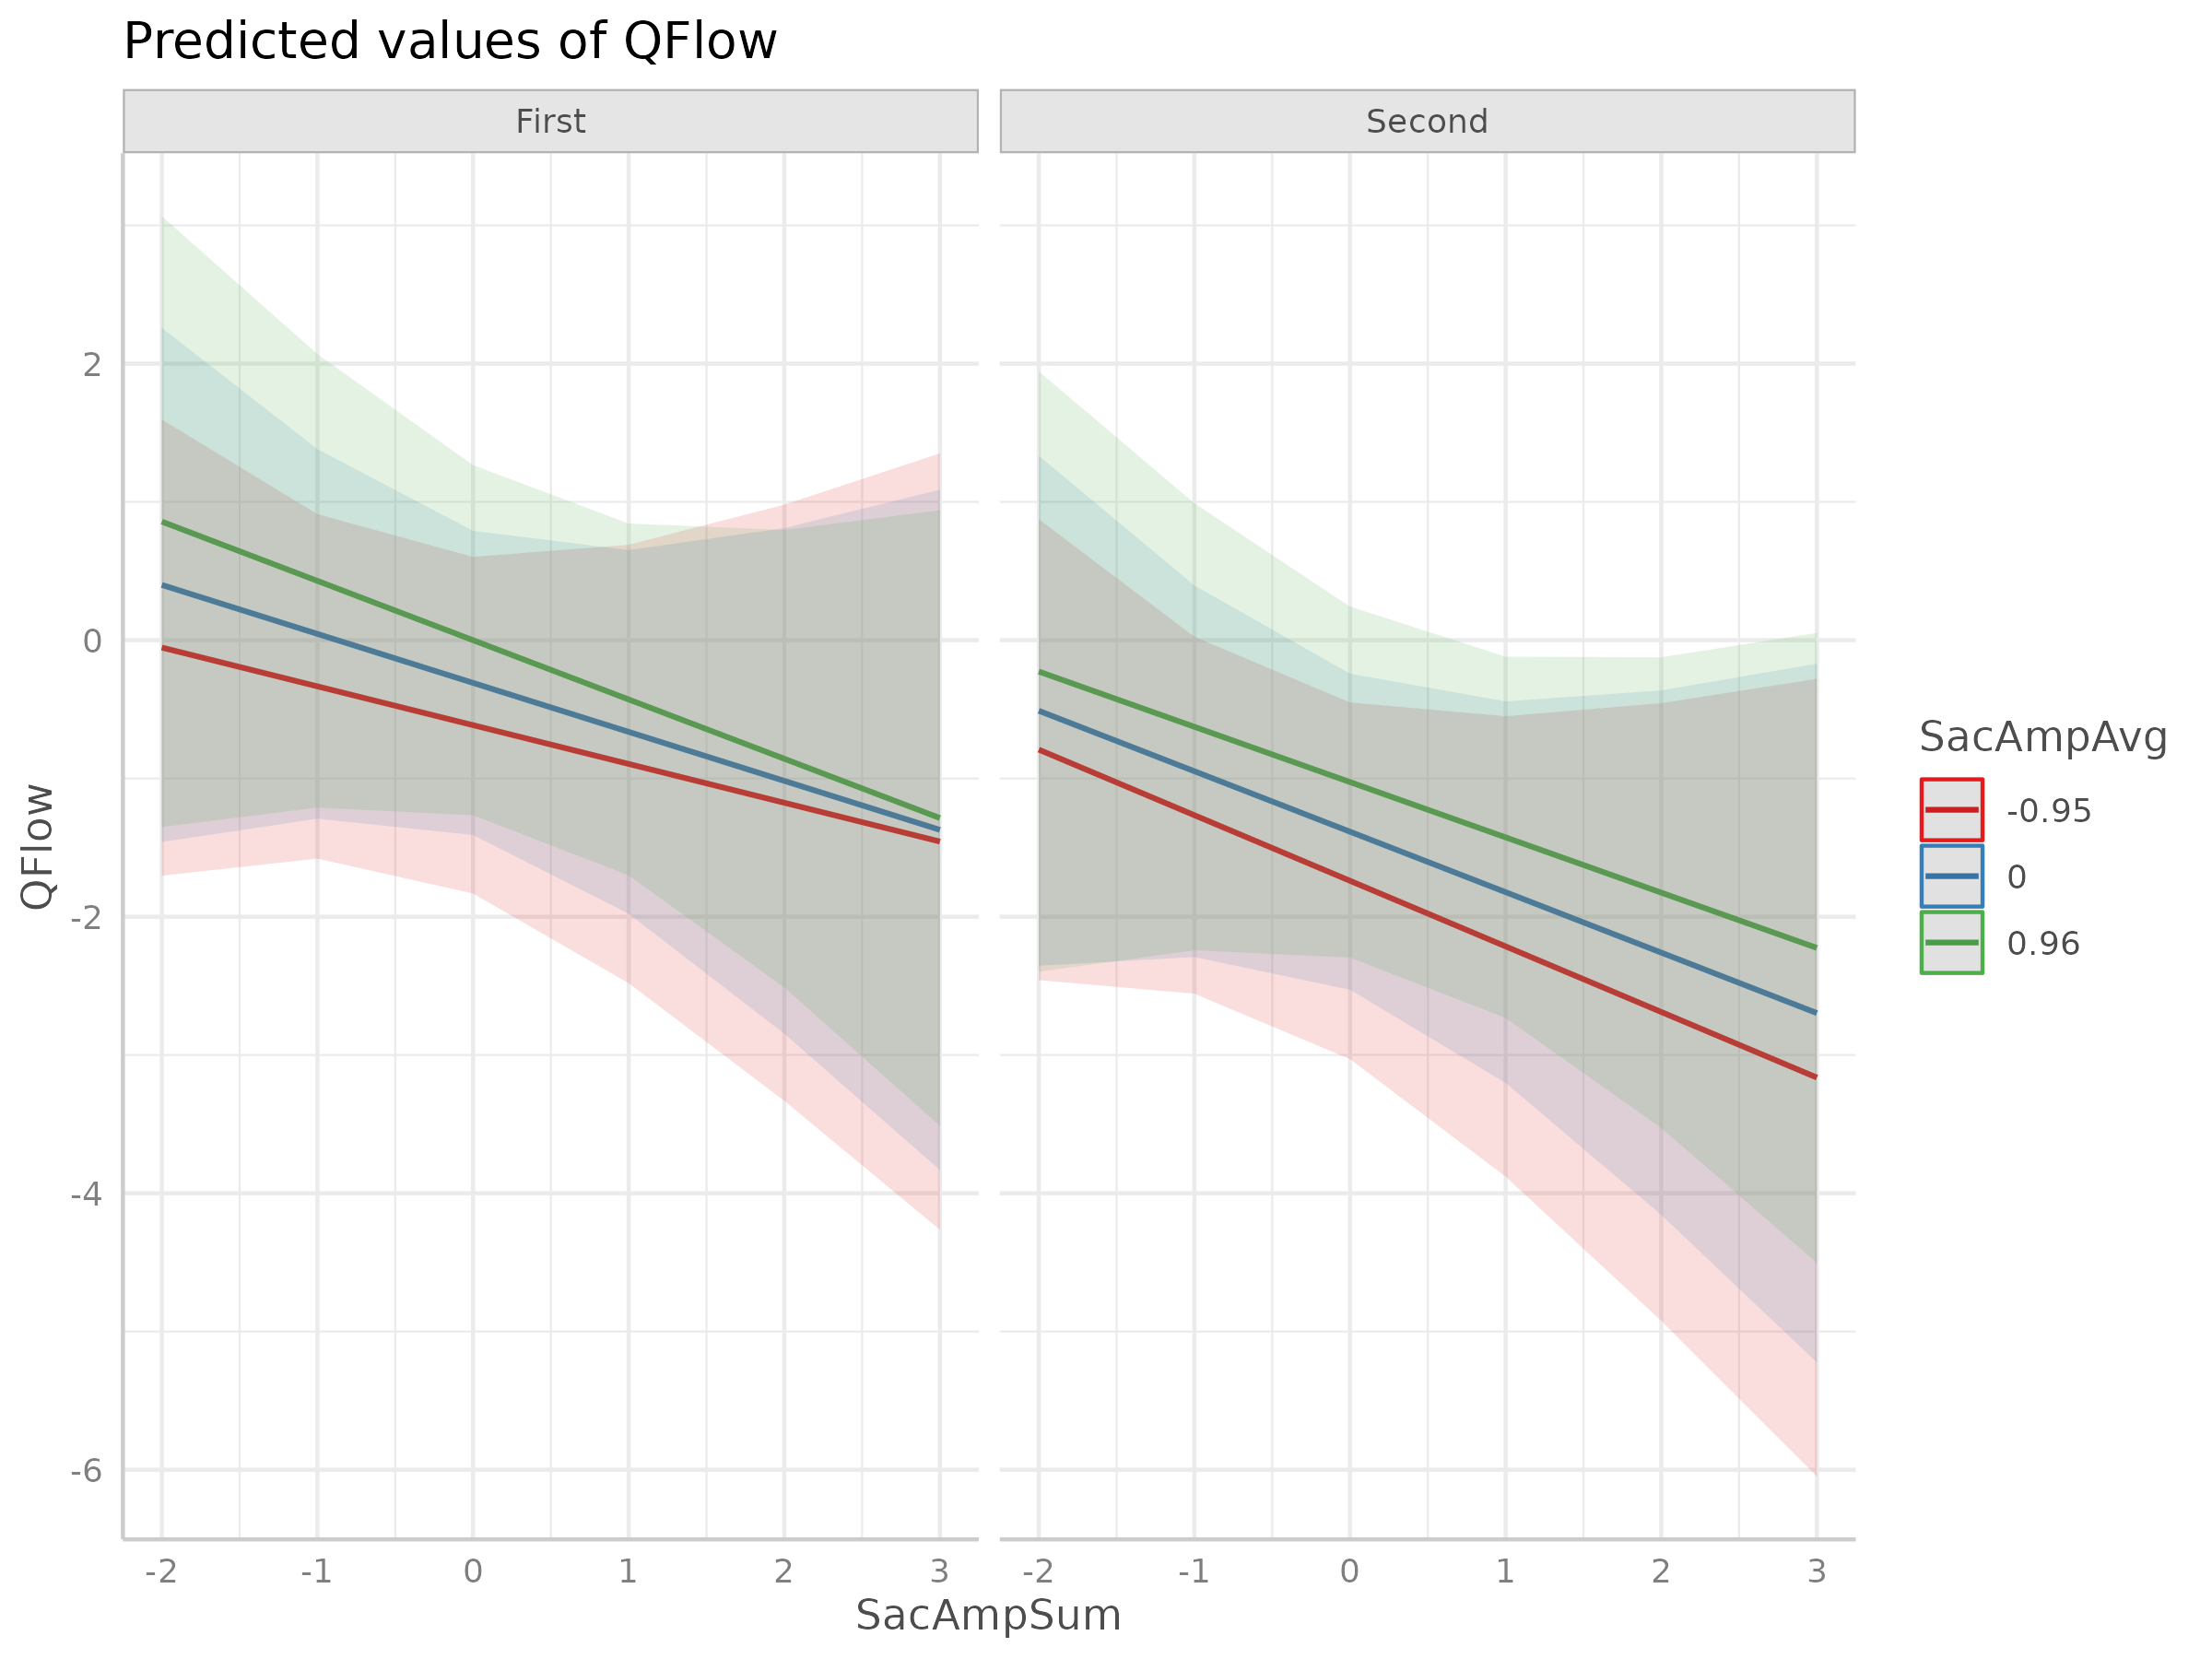 Predicted values of QFlow
First
Second
2
0
-2
-4
-6
QFlow
-2 -1 0 1 2 3
-2 -1 0 1 2 3
SacAmpSum
SacAmpAvg
-0.95
0
0.96